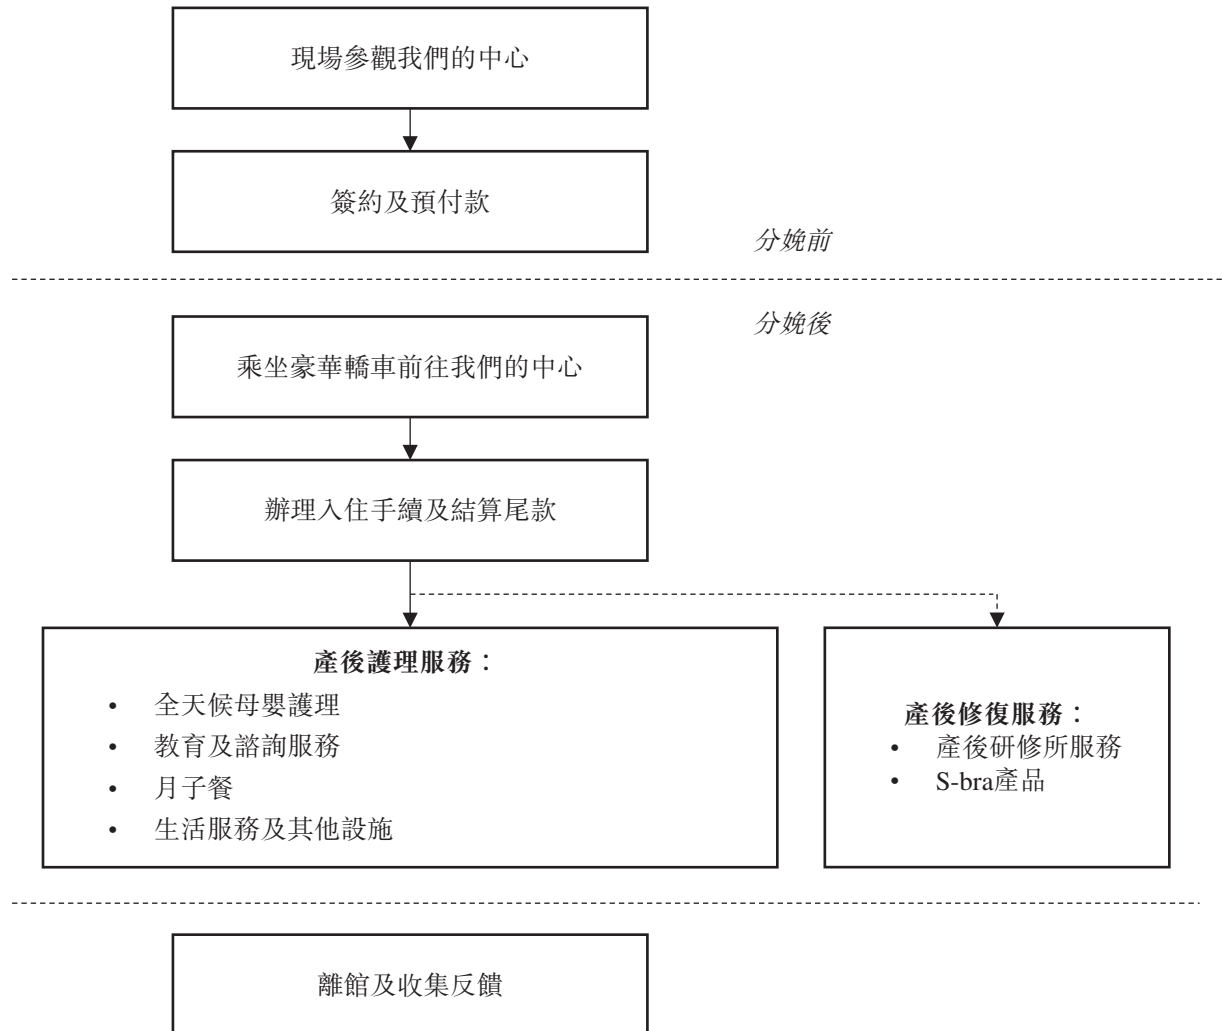 現場參觀我們的中心
簽約及預付款
分娩前
分娩後
乘坐豪華轎車前往我們的中心
辦理入住手續及結算尾款
產後護理服務：
• 全天候母嬰護理
• 教育及諮詢服務
• 月子餐
• 生活服務及其他設施
產後修復服務：
• 產後研修所服務
• S-bra產品
離館及收集反饋